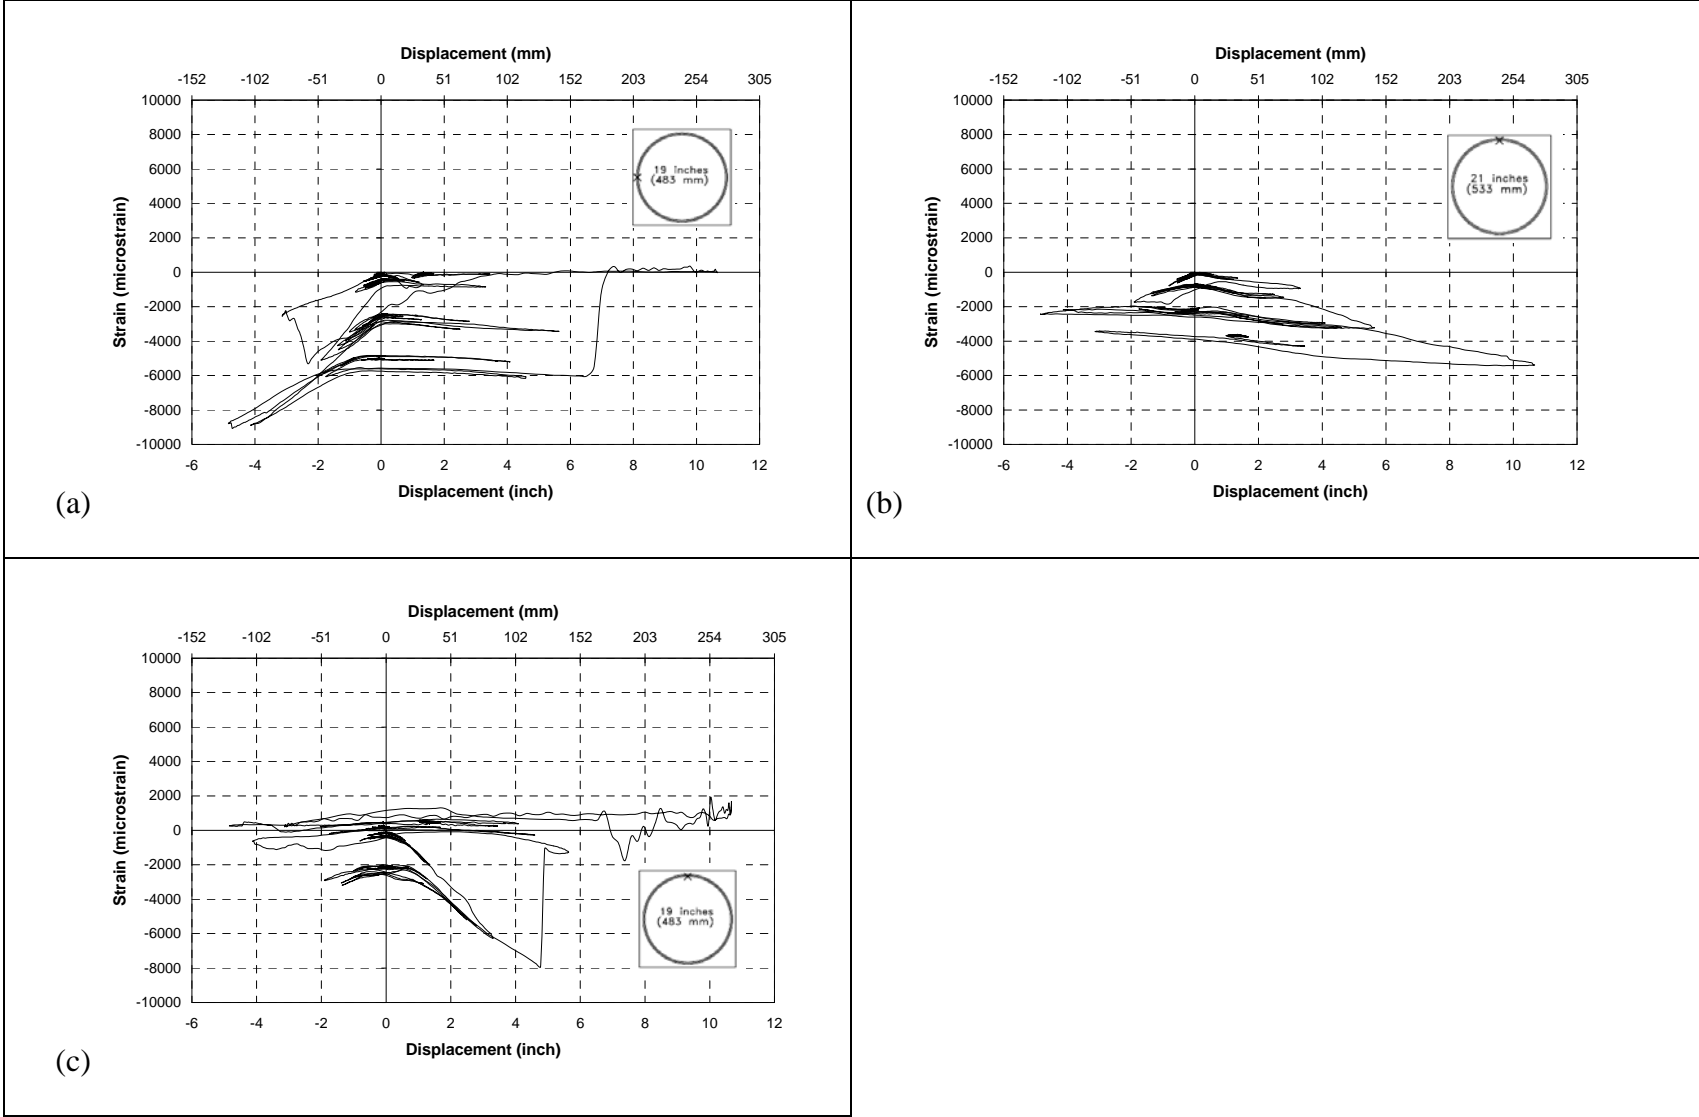 Displacement (mm)
-152 -102 -51 0 51 102 152 203 254 305
10000
8000
6000
4000
2000
0
-2000
-4000
-6000
-8000
-10000
Strain (microstrain)
19 inches
(483 mm)
-6 -4 -2 0 2 4 6 8 10 12
Displacement (inch)
(a)
Displacement (mm)
-152 -102 -51 0 51 102 152 203 254 305
10000
8000
6000
4000
2000
0
-2000
-4000
-6000
-8000
-10000
Strain (microstrain)
21 inches
(533 mm)
-6 -4 -2 0 2 4 6 8 10 12
Displacement (inch)
(b)
Displacement (mm)
-152 -102 -51 0 51 102 152 203 254 305
10000
8000
6000
4000
2000
0
-2000
-4000
-6000
-8000
-10000
Strain (microstrain)
19 inches
(483 mm)
-6 -4 -2 0 2 4 6 8 10 12
Displacement (inch)
(c)